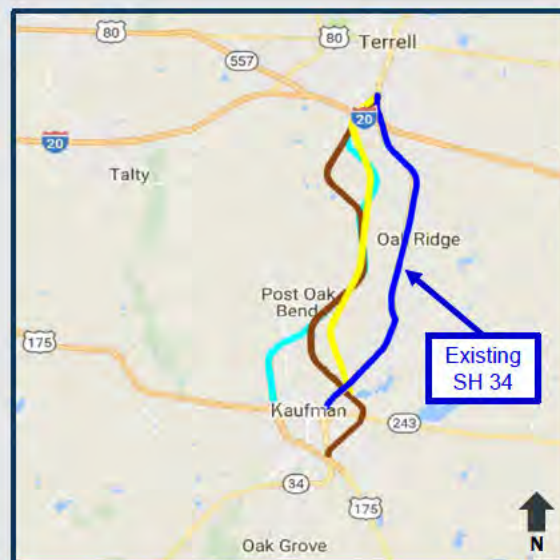 80
80
Terrell
557
20
20
Talty
Oak Ridge
Post Oak
Bend
175
Existing
SH 34
Kaufman
243
34
175
Oak Grove
N